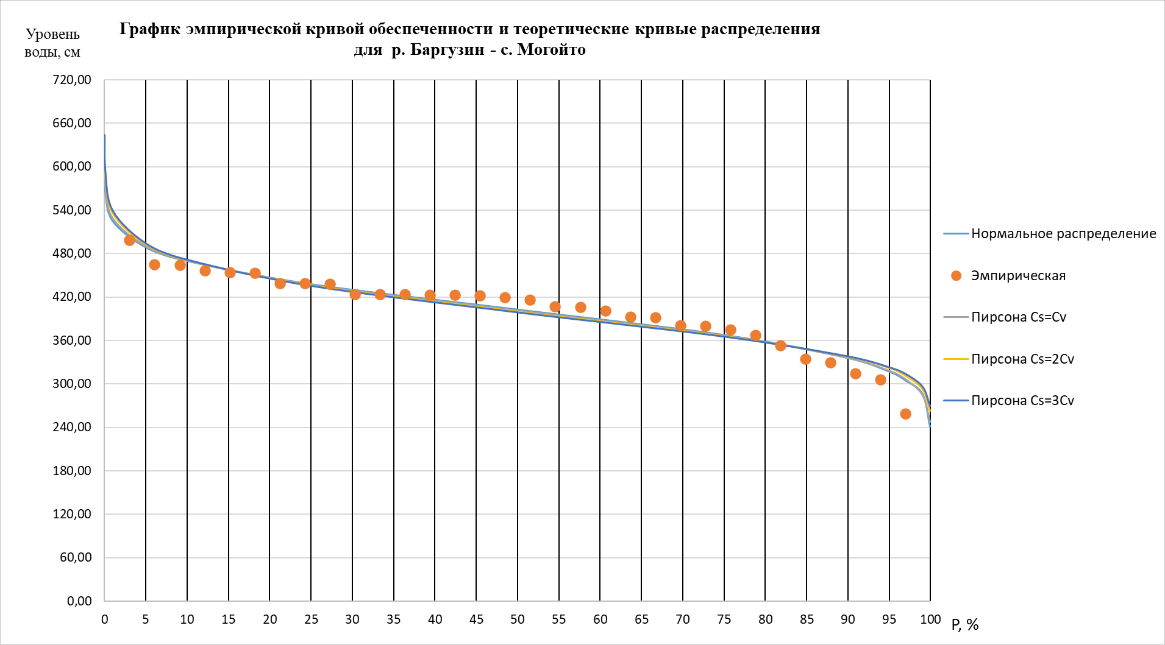 График эмпирической кривой обеспеченности и теоретические кривые распределения
для р. Баргузин - с. Могойто
Уровень
воды, см
720,00
660,00
600,00
540,00
480,00
420,00
360,00
300,00
240,00
180,00
120,00
60,00
0,00
0 5 10 15 20 25 30 35 40 45 50 55 60 65 70 75 80 85 90 95 100
P, %
Нормальное распределение
Эмпирическая
Пирсона Cs=Cv
Пирсона Cs=2Cv
Пирсона Cs=3Cv